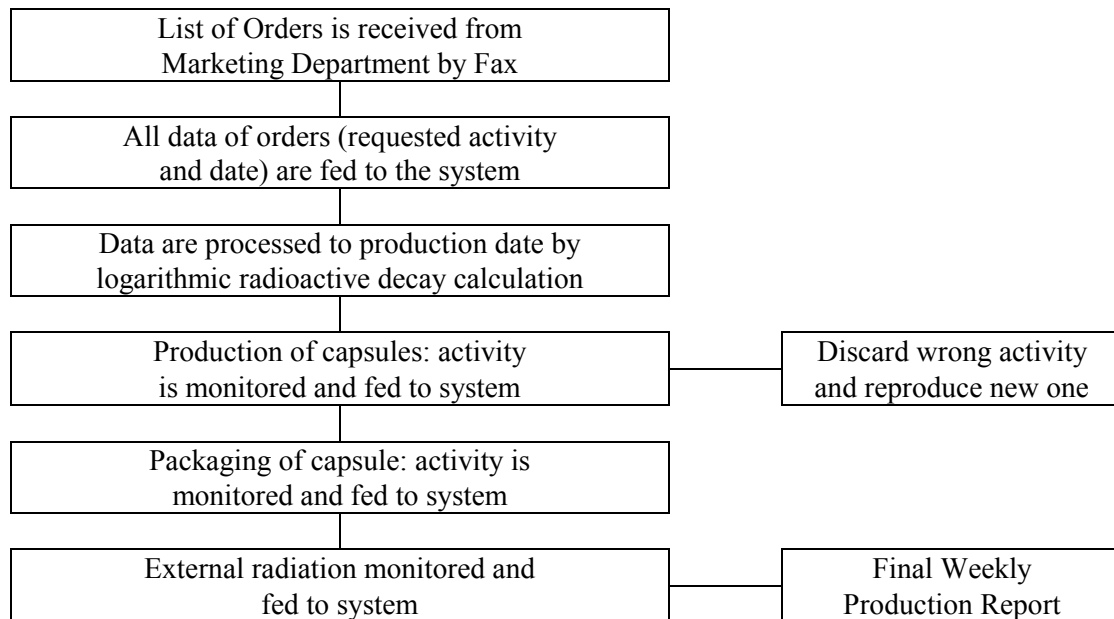 List of Orders is received from
Marketing Department by Fax
All data of orders (requested activity
and date) are fed to the system
Data are processed to production date by
logarithmic radioactive decay calculation
Production of capsules: activity
is monitored and fed to system
Discard wrong activity
and reproduce new one
Packaging of capsule: activity is
monitored and fed to system
External radiation monitored and
fed to system
Final Weekly
Production Report